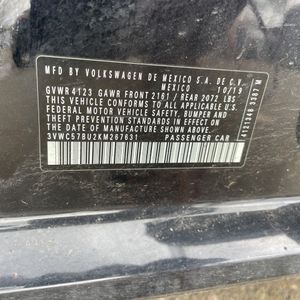 MFD BY VOLKSWAGEN DE MEXICO S.A. DE C.V.
MEXICO 10/19
GVWR 4123 GAWR FRONT 2161 / REAR 2072 LBS
THIS VEHICLE CONFORMS TO ALL APPLICABLE
FEDERAL MOTOR VEHICLE SAFETY, BUMPER AND
THEFT PREVENTION STANDARDS IN EFFECT ON
THE DATE OF MANUFACTURE SHOWN ABOVE
3VWC57BU2KM267631 PASSENGER CAR